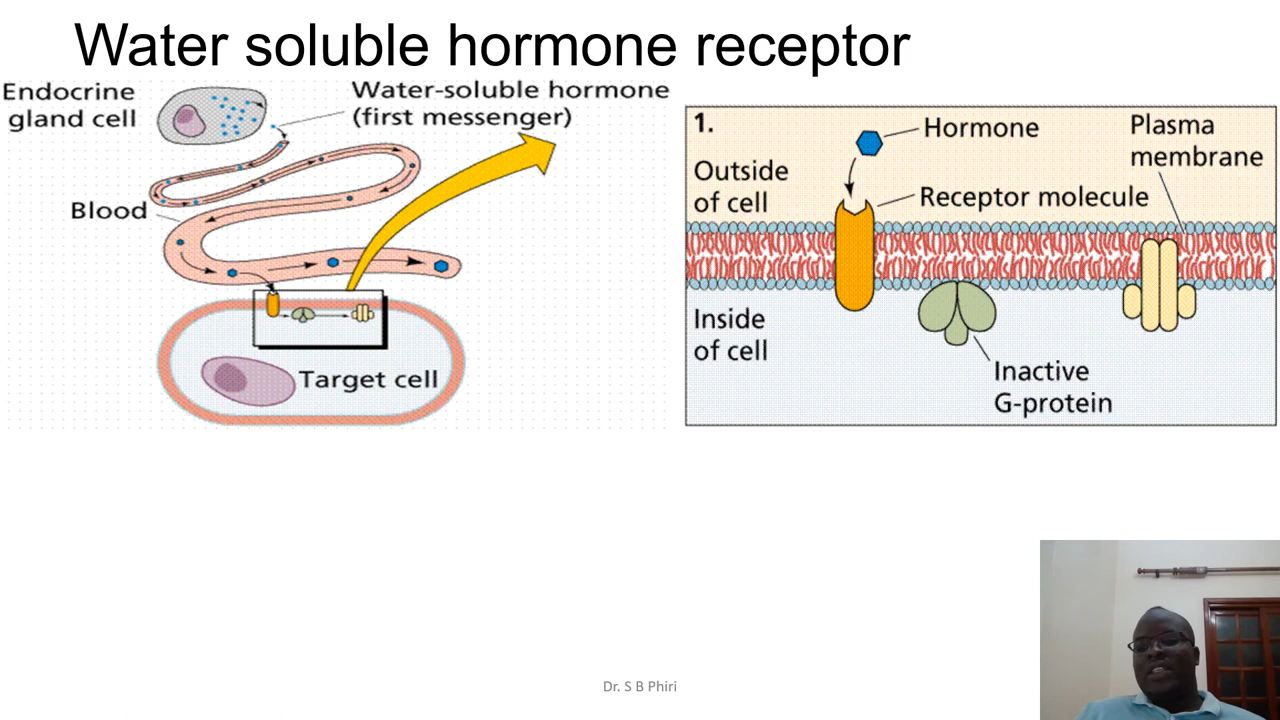 Water soluble hormone receptor
Endocrine
gland cell
Water-soluble hormone
(first messenger)
Blood
Target cell
1.
Hormone
Plasma
membrane
Outside
of cell
Receptor molecule
Inside
of cell
Inactive
G-protein
Dr. S B Phiri